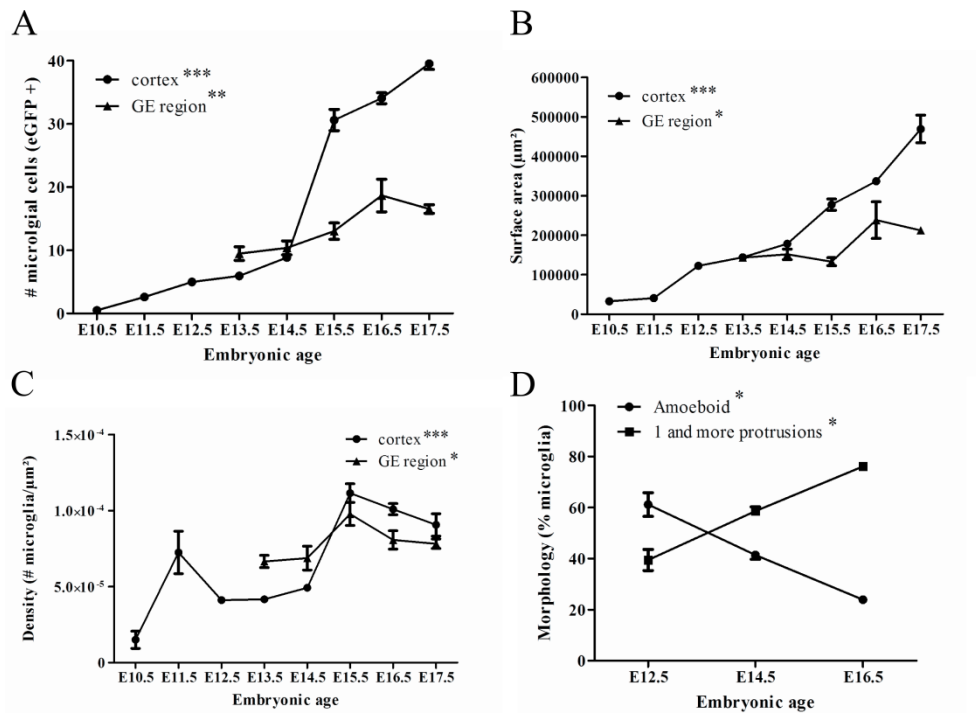 A
# microlgial cells (eGFP +)
40
30
20
10
0
cortex ***
GE region **
E10.5 E11.5 E12.5 E13.5 E14.5 E15.5 E16.5 E17.5
Embryonic age
B
Surface area (µm²)
600000
500000
400000
300000
200000
100000
0
cortex ***
GE region *
E10.5 E11.5 E12.5 E13.5 E14.5 E15.5 E16.5 E17.5
Embryonic age
C
Density (# microglia/µm²)
1,5×10⁻⁴
1.0×10⁻⁴
5.0×10⁻⁵
0
cortex ***
GE region *
E10.5 E11.5 E12.5 E13.5 E14.5 E15.5 E16.5 E17.5
Embryonic age
D
Morphology (% microglia)
100
80
60
40
20
0
Amoeboid *
1 and more protrusions *
E12.5 E14.5 E16.5
Embryonic age